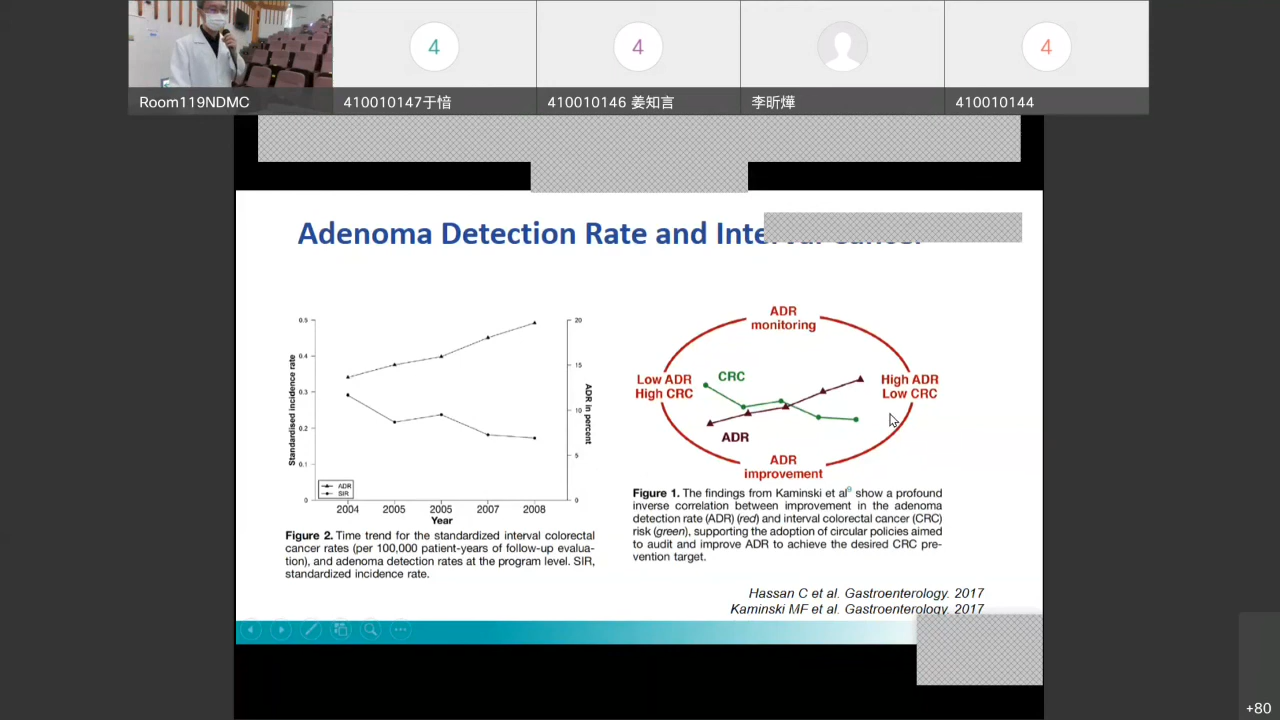 4
4
4
Room119NDMC
410010147于愔
410010146 姜知言
李昕燁
410010144
Adenoma Detection Rate and Inte
0.5
0.4
0.3
0.2
0.1
0
Standardised incidence rate
20
15
10
5
0
ADR in percent
ADR
SIR
2004
2005
2005
2007
2008
Year
Figure 2. Time trend for the standardized interval colorectal
cancer rates (per 100,000 patient-years of follow-up evalua-
tion), and adenoma detection rates at the program level. SIR,
standardized incidence rate.
ADR
monitoring
Low ADR
High CRC
CRC
ADR
High ADR
Low CRC
ADR
improvement
Figure 1. The findings from Kaminski et al9 show a profound
inverse correlation between improvement in the adenoma
detection rate (ADR) (red) and interval colorectal cancer (CRC)
risk (green), supporting the adoption of circular policies aimed
to audit and improve ADR to achieve the desired CRC pre-
vention target.
Hassan C et al. Gastroenterology. 2017
Kaminski MF et al. Gastroenterology. 2017
+80